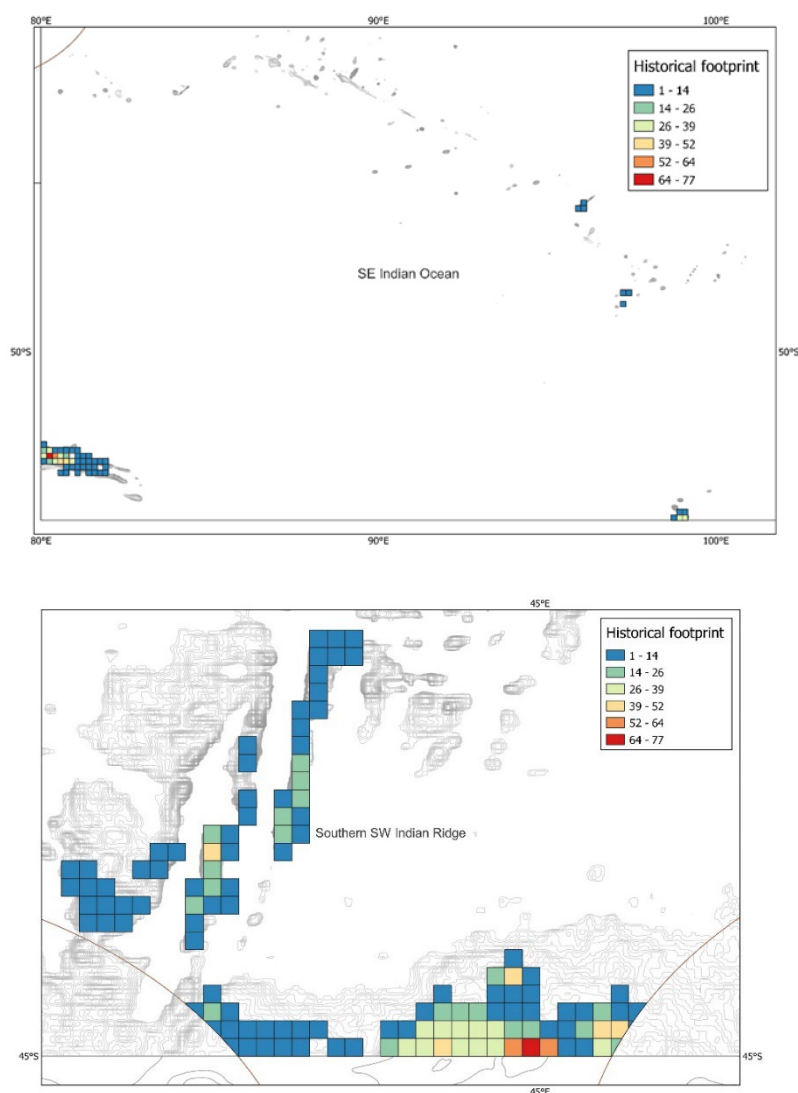 80°E 90°E 100°E
Historical footprint
1 - 14
14 - 26
26 - 39
39 - 52
52 - 64
64 - 77
SE Indian Ocean
50°S 50°S
80°E 90°E 100°E
45°E
Historical footprint
1 - 14
14 - 26
26 - 39
39 - 52
52 - 64
64 - 77
Southern SW Indian Ridge
45°S 45°S
45°E